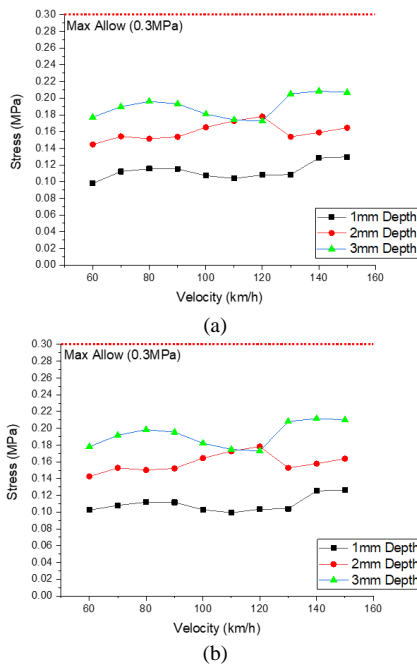 0.30
Max Allow (0.3MPa)
0.28
0.26
0.24
0.22
0.20
0.18
0.16
0.14
0.12
0.10
0.08
0.06
0.04
0.02
0.00
Stress (MPa)
1mm Depth
2mm Depth
3mm Depth
60 80 100 120 140 160
Velocity (km/h)
(a)
0.30
Max Allow (0.3MPa)
0.28
0.26
0.24
0.22
0.20
0.18
0.16
0.14
0.12
0.10
0.08
0.06
0.04
0.02
0.00
Stress (MPa)
1mm Depth
2mm Depth
3mm Depth
60 80 100 120 140 160
Velocity (km/h)
(b)